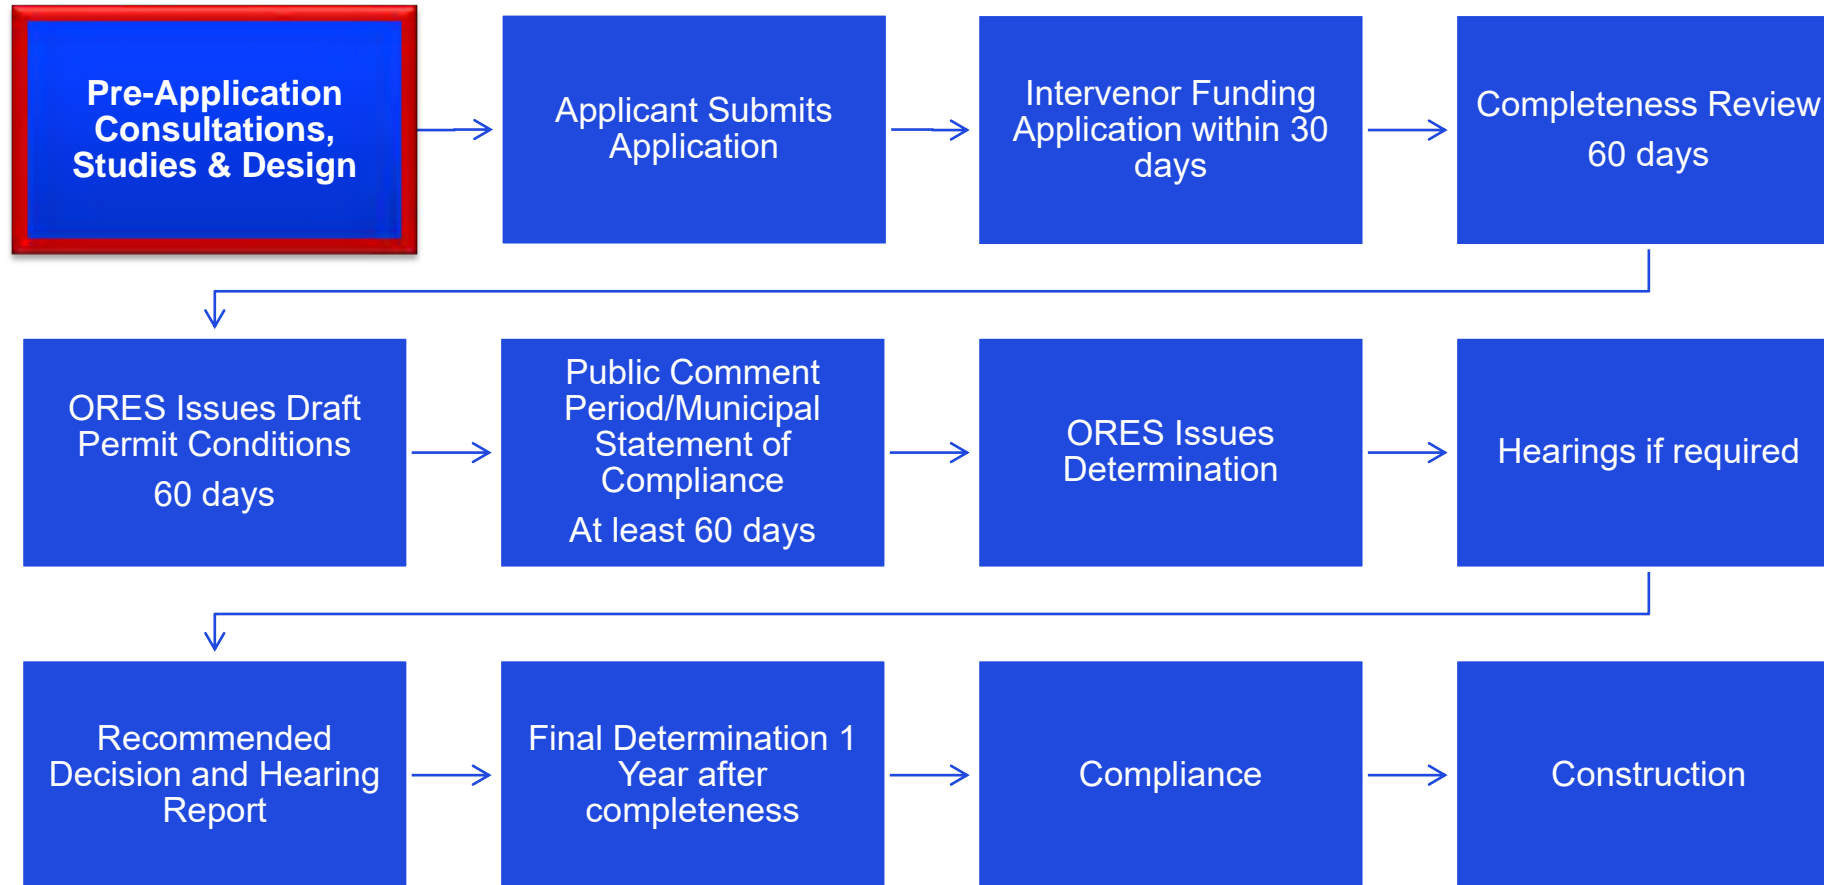 Pre-Application
Consultations,
Studies & Design
Applicant Submits
Application
Intervenor Funding
Application within 30
days
Completeness Review
60 days
ORES Issues Draft
Permit Conditions
60 days
Public Comment
Period/Municipal
Statement of
Compliance
At least 60 days
ORES Issues
Determination
Hearings if required
Recommended
Decision and Hearing
Report
Final Determination 1
Year after
completeness
Compliance
Construction